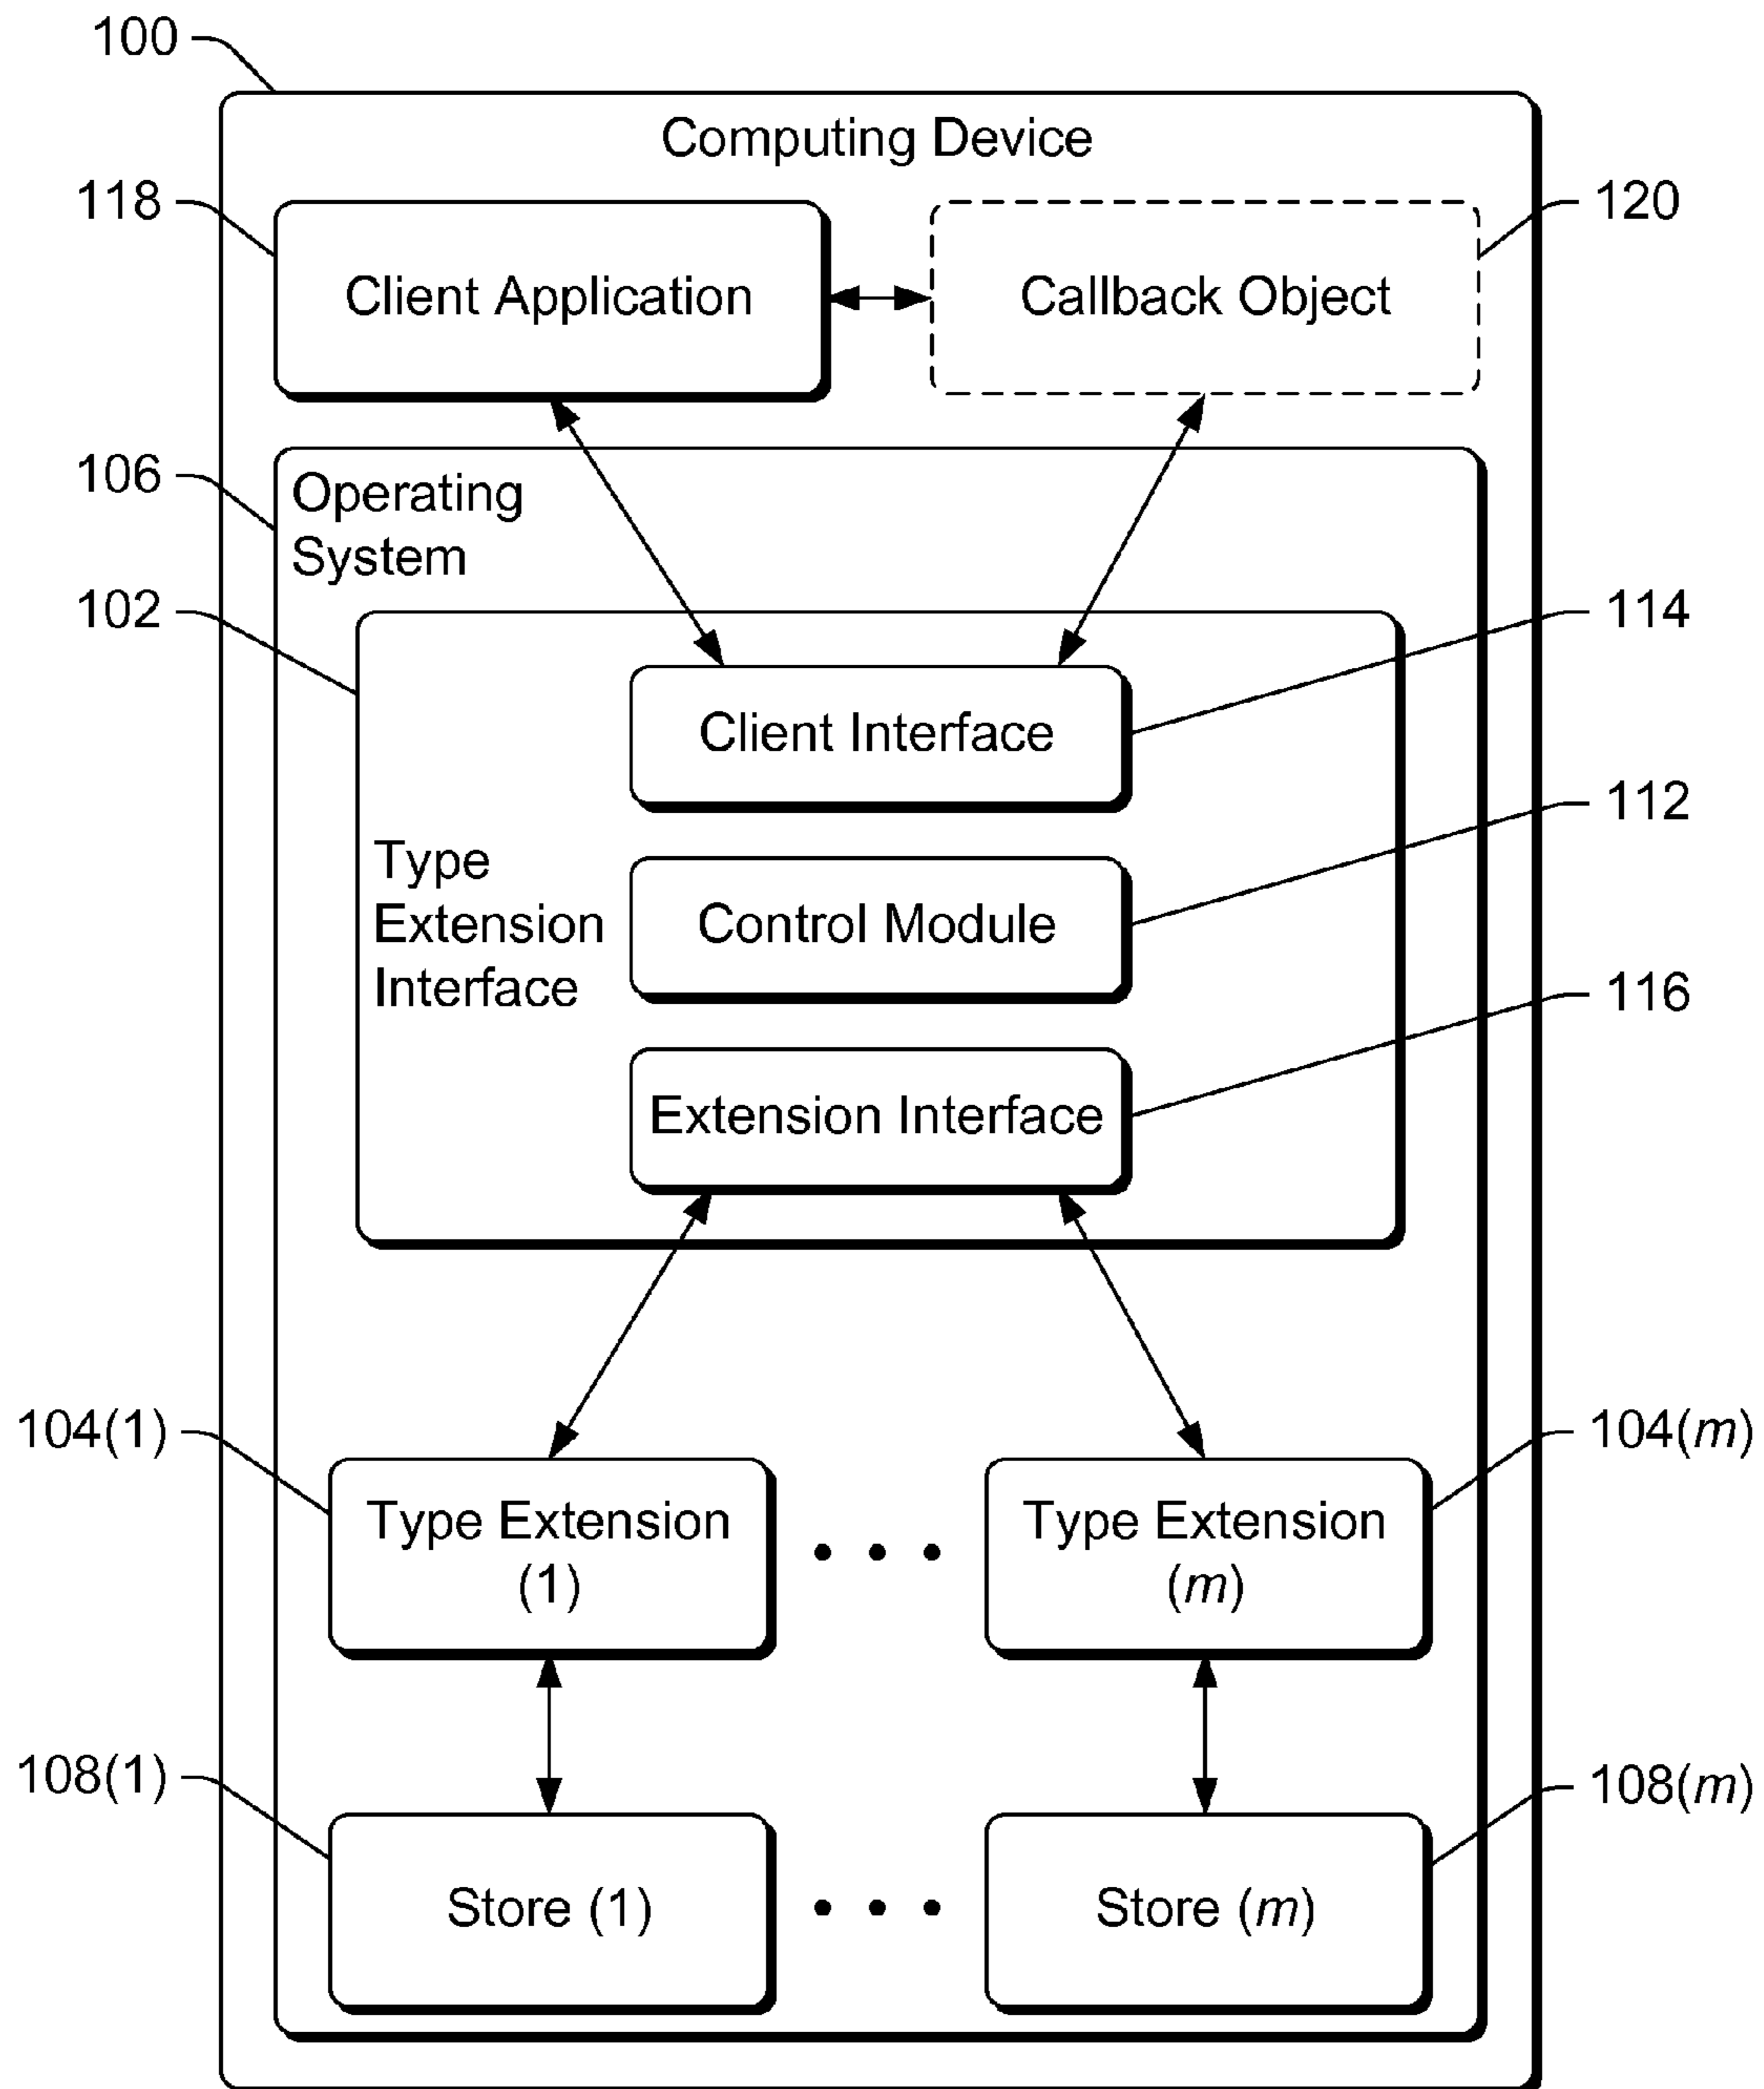 100
Computing Device
118
120
Client Application
Callback Object
106
Operating
System
102
114
Client Interface
112
Type
Extension
Interface
Control Module
116
Extension Interface
104(1)
104(m)
Type Extension
(1)
Type Extension
(m)
108(1)
108(m)
Store (1)
Store (m)